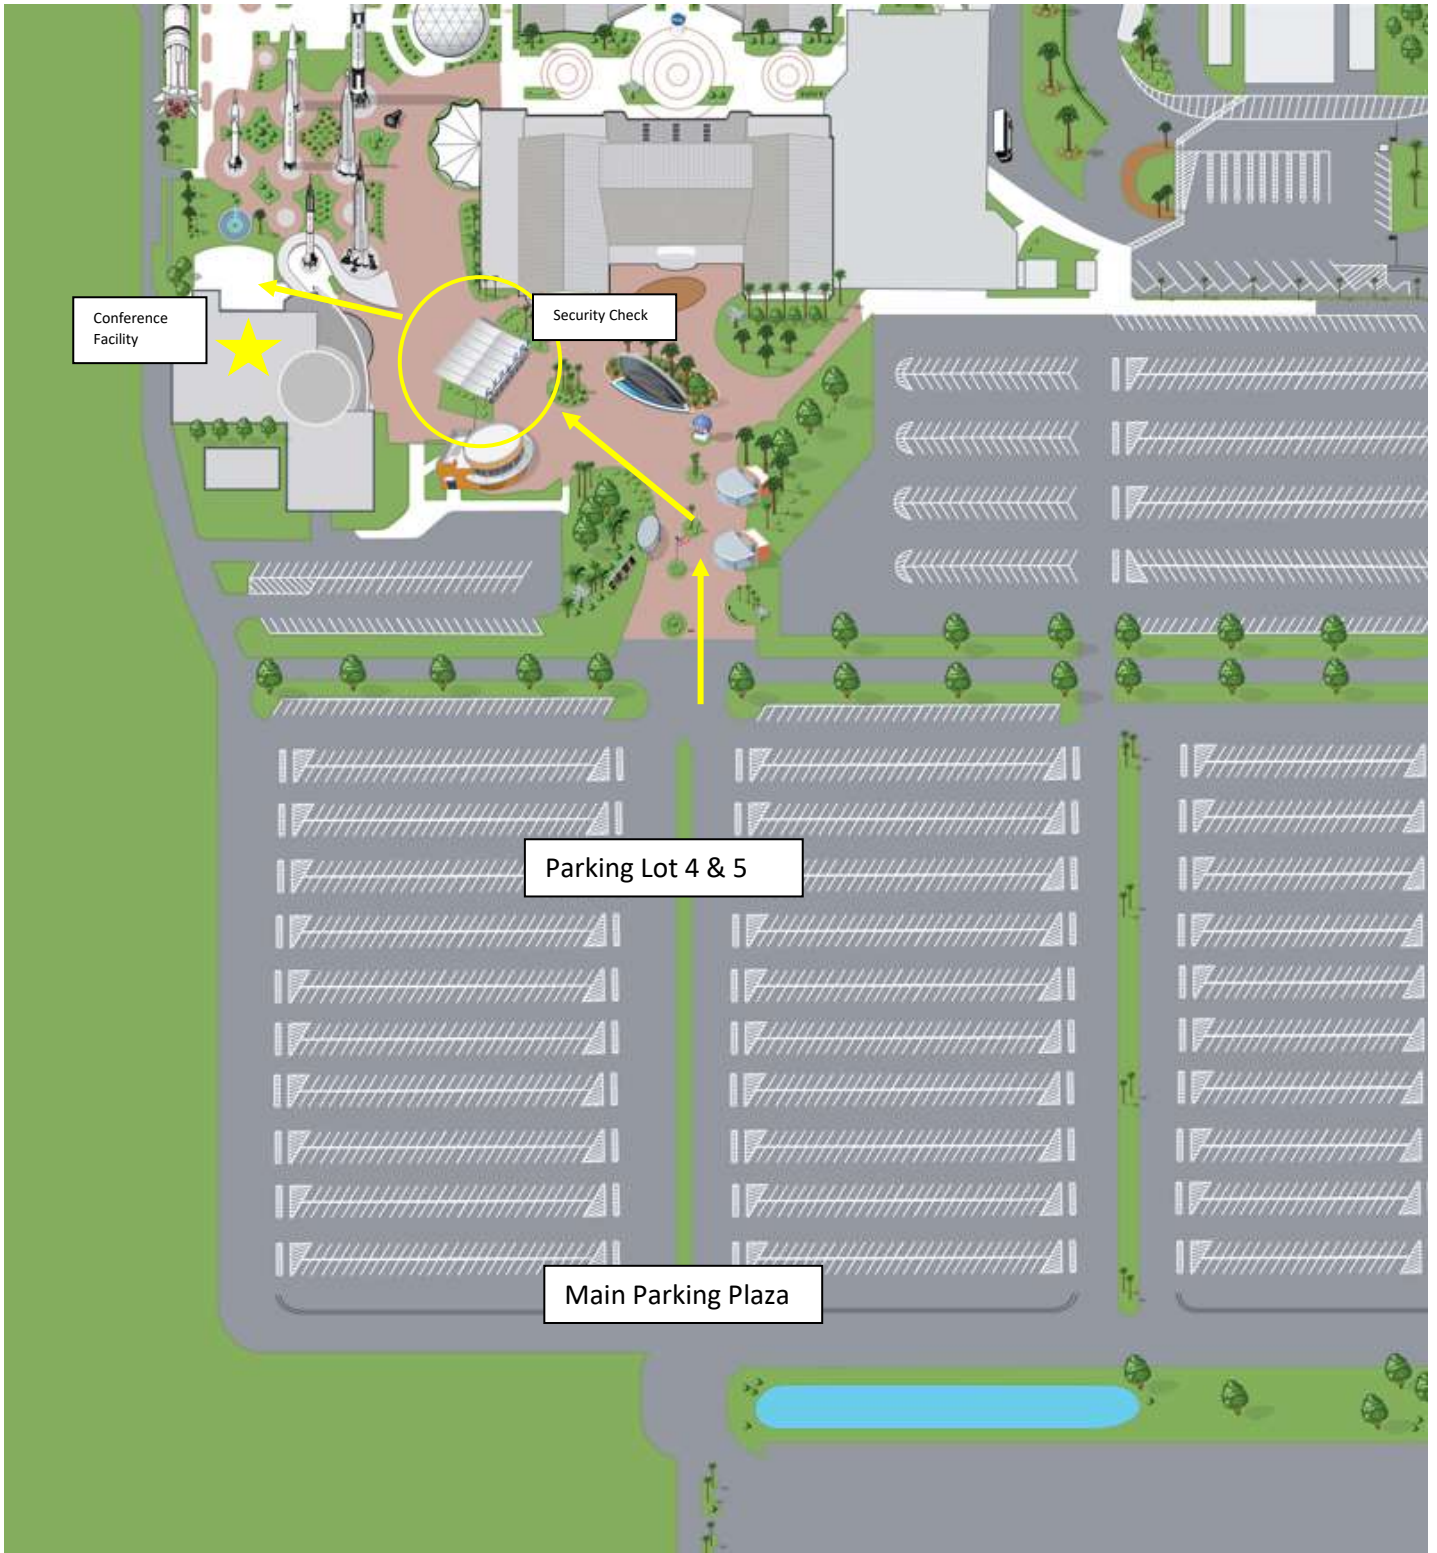 Conference
Facility
Security Check
Parking Lot 4 & 5
Main Parking Plaza